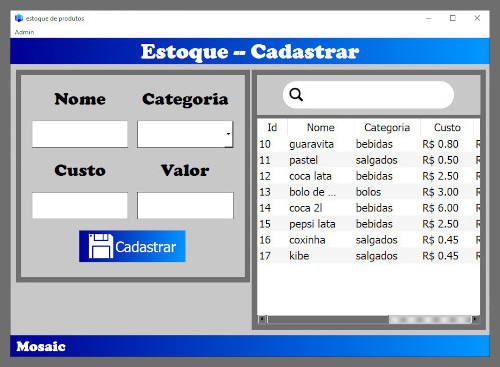 estoque de produtos
Admin
Estoque -- Cadastrar
Nome Categoria
Custo Valor
Cadastrar
Id Nome Categoria Custo
10 guaravita bebidas R$ 0.80
11 pastel salgados R$ 0.50
12 coca lata bebidas R$ 2.50
13 bolo de ... bolos R$ 3.00
14 coca 2l bebidas R$ 6.00
15 pepsi lata bebidas R$ 2.50
16 coxinha salgados R$ 0.45
17 kibe salgados R$ 0.45
Mosaic